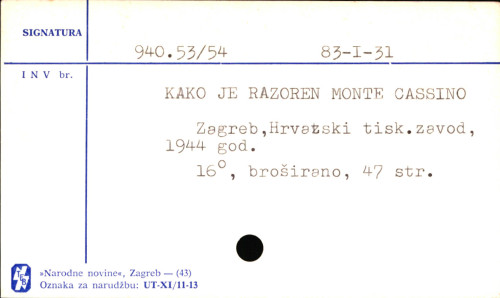 SIGNATURA
940.53/54 83-I-31
I N V br.
KAKO JE RAZOREN MONTE CASSINO
Zagreb,Hrvatski tisk.zavod,
1944 god.
16°, broširano, 47 str.
»Narodne novine«, Zagreb — (43)
Oznaka za narudžbu: UT-XI/11-13